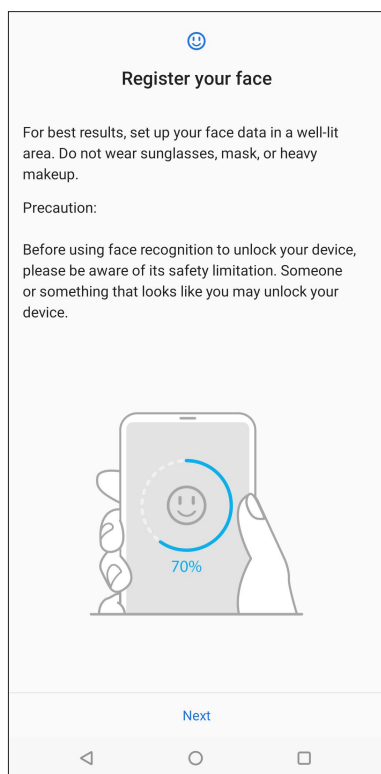 Register your face
For best results, set up your face data in a well-lit
area. Do not wear sunglasses, mask, or heavy
makeup.
Precaution:
Before using face recognition to unlock your device,
please be aware of its safety limitation. Someone
or something that looks like you may unlock your
device.
70%
Next